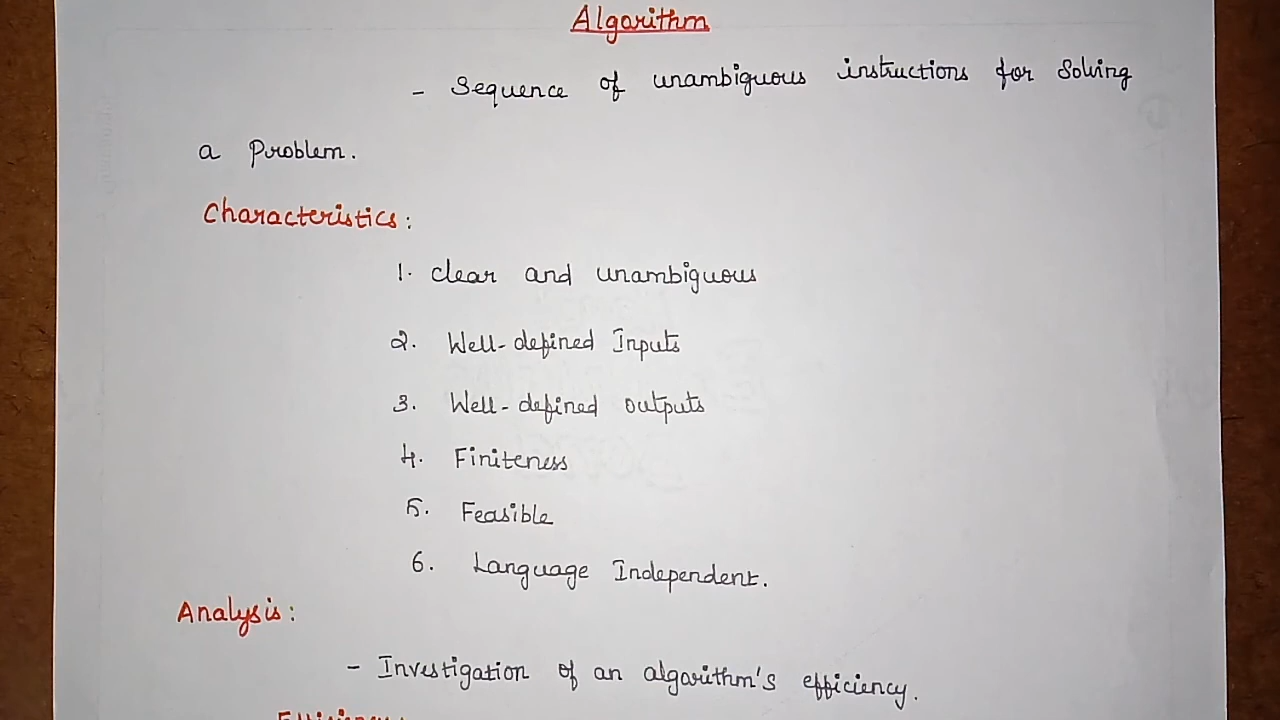 Algorithm
- Sequence of unambiguous instructions for Solving
a Problem.
Characteristics:
1. Clear and unambiguous
2. Well-defined Inputs
3. Well-defined outputs
4. Finiteness
5. Feasible
6. Language Independent.
Analysis:
- Investigation of an algorithm's efficiency.